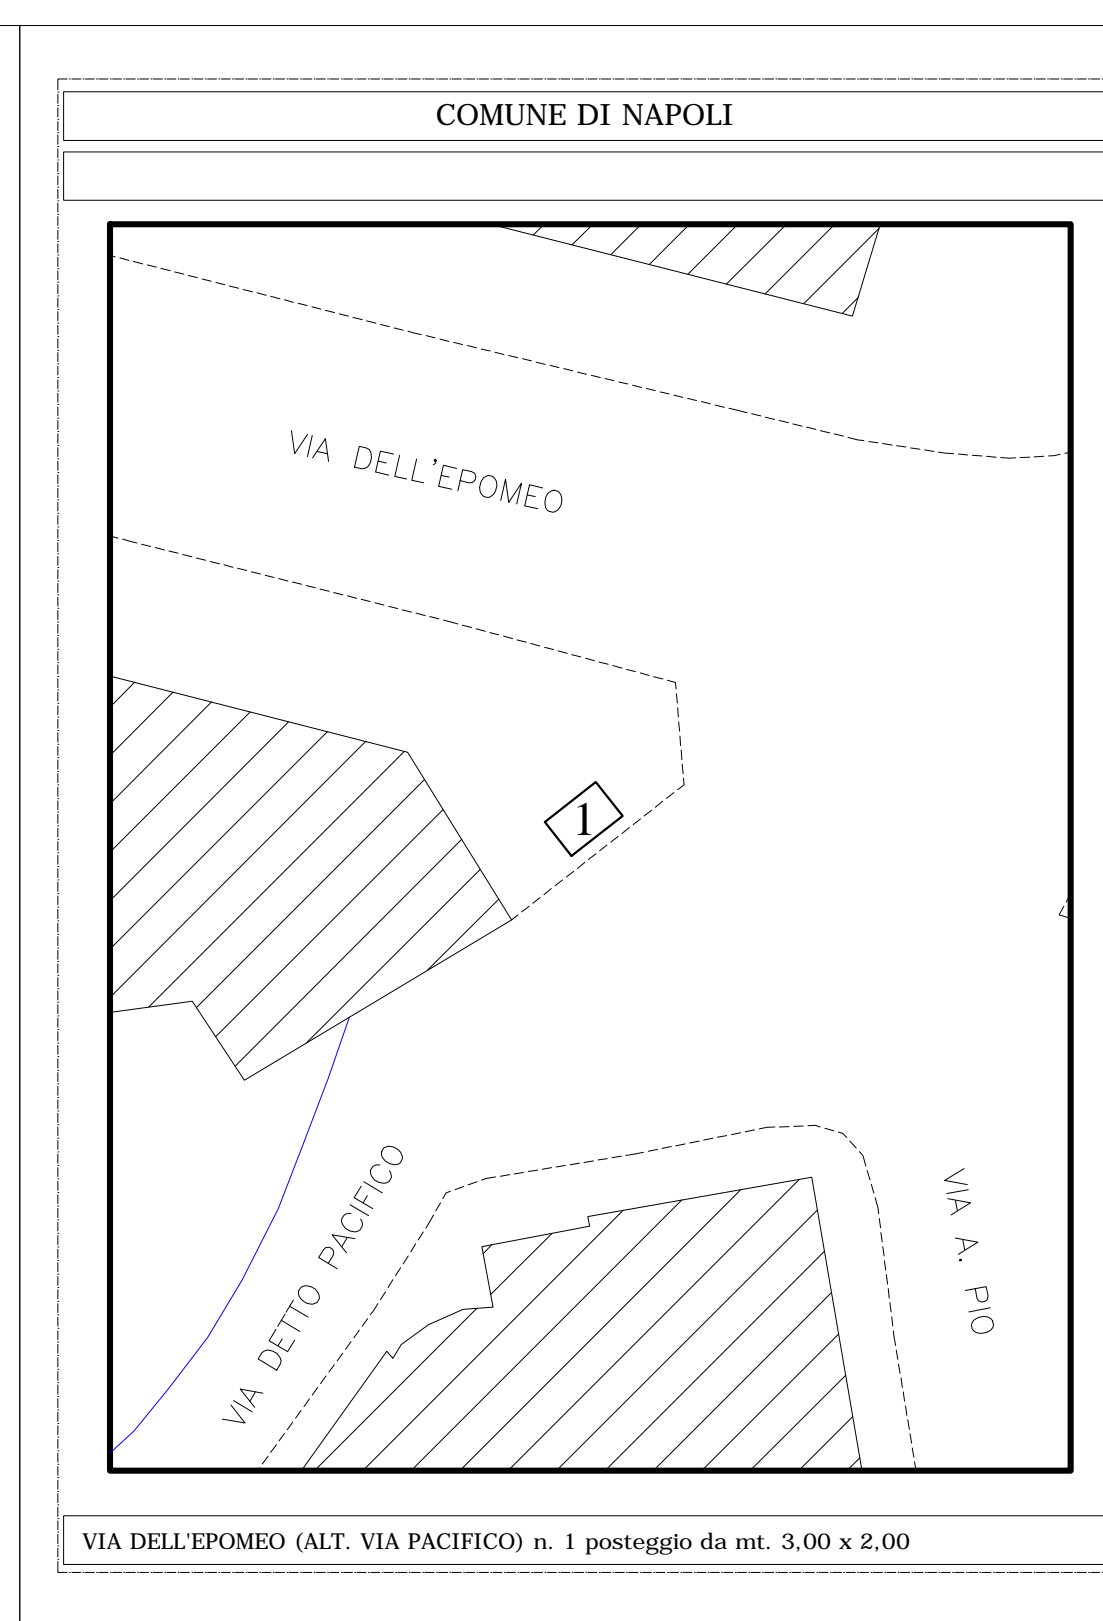 COMUNE DI NAPOLI
VIA DELL'EPOMEO
1
VIA DETTO PACIFICO
VIA A. PIO
VIA DELL'EPOMEO (ALT. VIA PACIFICO) n. 1 posteggio da mt. 3,00 x 2,00